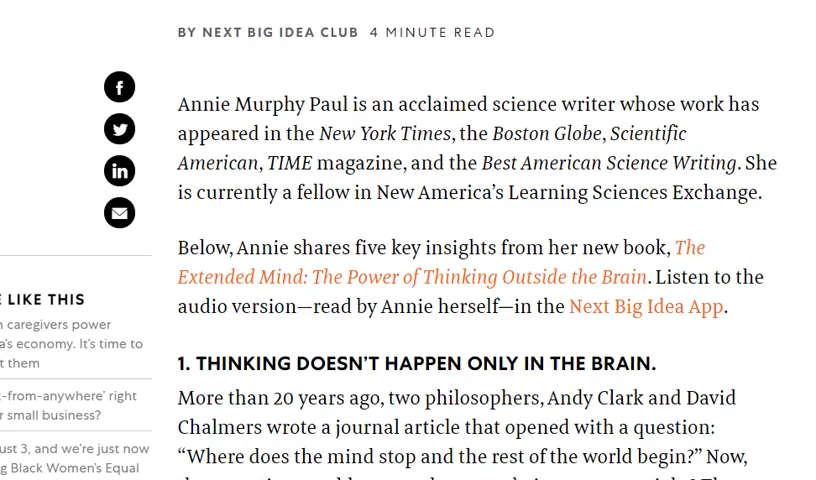 BY NEXT BIG IDEA CLUB 4 MINUTE READ
Annie Murphy Paul is an acclaimed science writer whose work has
appeared in the New York Times, the Boston Globe, Scientific
American, TIME magazine, and the Best American Science Writing. She
is currently a fellow in New America’s Learning Sciences Exchange.
Below, Annie shares five key insights from her new book, The
Extended Mind: The Power of Thinking Outside the Brain. Listen to the
audio version—read by Annie herself—in the Next Big Idea App.
1. THINKING DOESN’T HAPPEN ONLY IN THE BRAIN.
More than 20 years ago, two philosophers, Andy Clark and David
Chalmers wrote a journal article that opened with a question:
“Where does the mind stop and the rest of the world begin?” Now,
LIKE THIS
caregivers power
economy. It’s time to
them
-from-anywhere’ right
small business?
3, and we’re just now
Black Women’s Equal